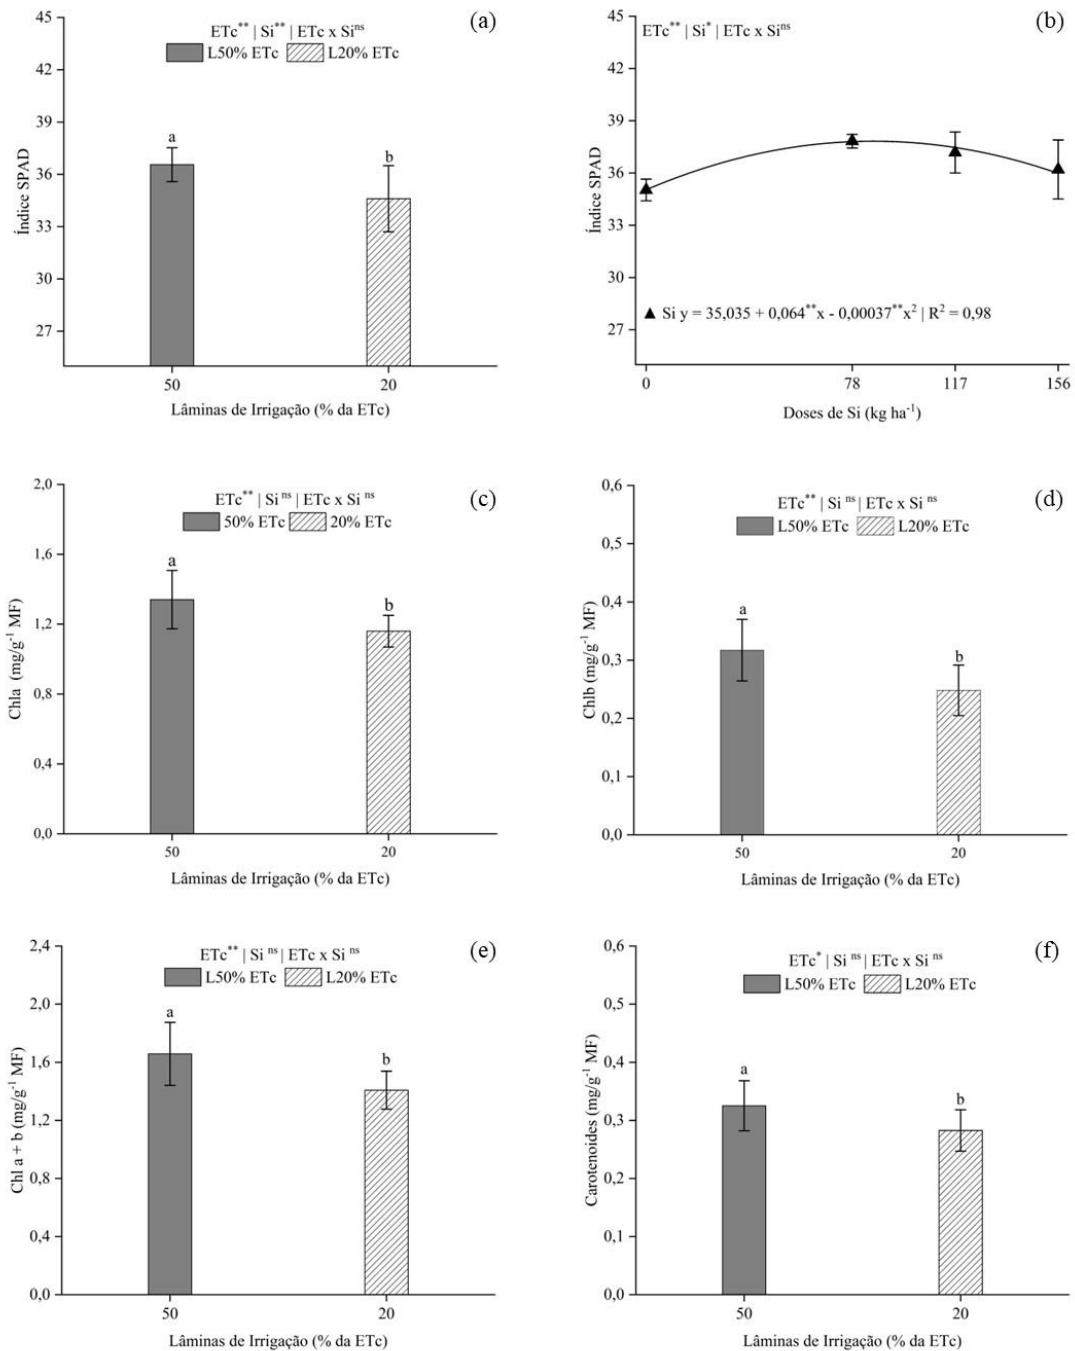 (a)
ETc** | Si** | ETc x Si^ns
L50% ETc L20% ETc
45
42
39
36
33
30
27
Índice SPAD
a
b
50 20
Lâminas de Irrigação (% da ETc)
(b)
ETc** | Si* | ETc x Si^ns
45
42
39
36
33
30
27
Índice SPAD
▲ Si y = 35,035 + 0,064**x - 0,00037**x² | R² = 0,98
0 78 117 156
Doses de Si (kg ha⁻¹)
(c)
ETc** | Si ^ns | ETc x Si ^ns
50% ETc 20% ETc
2,0
1,6
1,2
0,8
0,4
0,0
Chla (mg/g⁻¹ MF)
a
b
50 20
Lâminas de Irrigação (% da ETc)
(d)
ETc** | Si ^ns | ETc x Si ^ns
L50% ETc L20% ETc
0,6
0,5
0,4
0,3
0,2
0,1
0,0
Chlb (mg/g⁻¹ MF)
a
b
50 20
Lâminas de Irrigação (% da ETc)
(e)
ETc** | Si ^ns | ETc x Si ^ns
L50% ETc L20% ETc
2,4
2,0
1,6
1,2
0,8
0,4
0,0
Chl a + b (mg/g⁻¹ MF)
a
b
50 20
Lâminas de Irrigação (% da ETc)
(f)
ETc* | Si ^ns | ETc x Si ^ns
L50% ETc L20% ETc
0,6
0,5
0,4
0,3
0,2
0,1
0,0
Carotenoides (mg/g⁻¹ MF)
a
b
50 20
Lâminas de Irrigação (% da ETc)